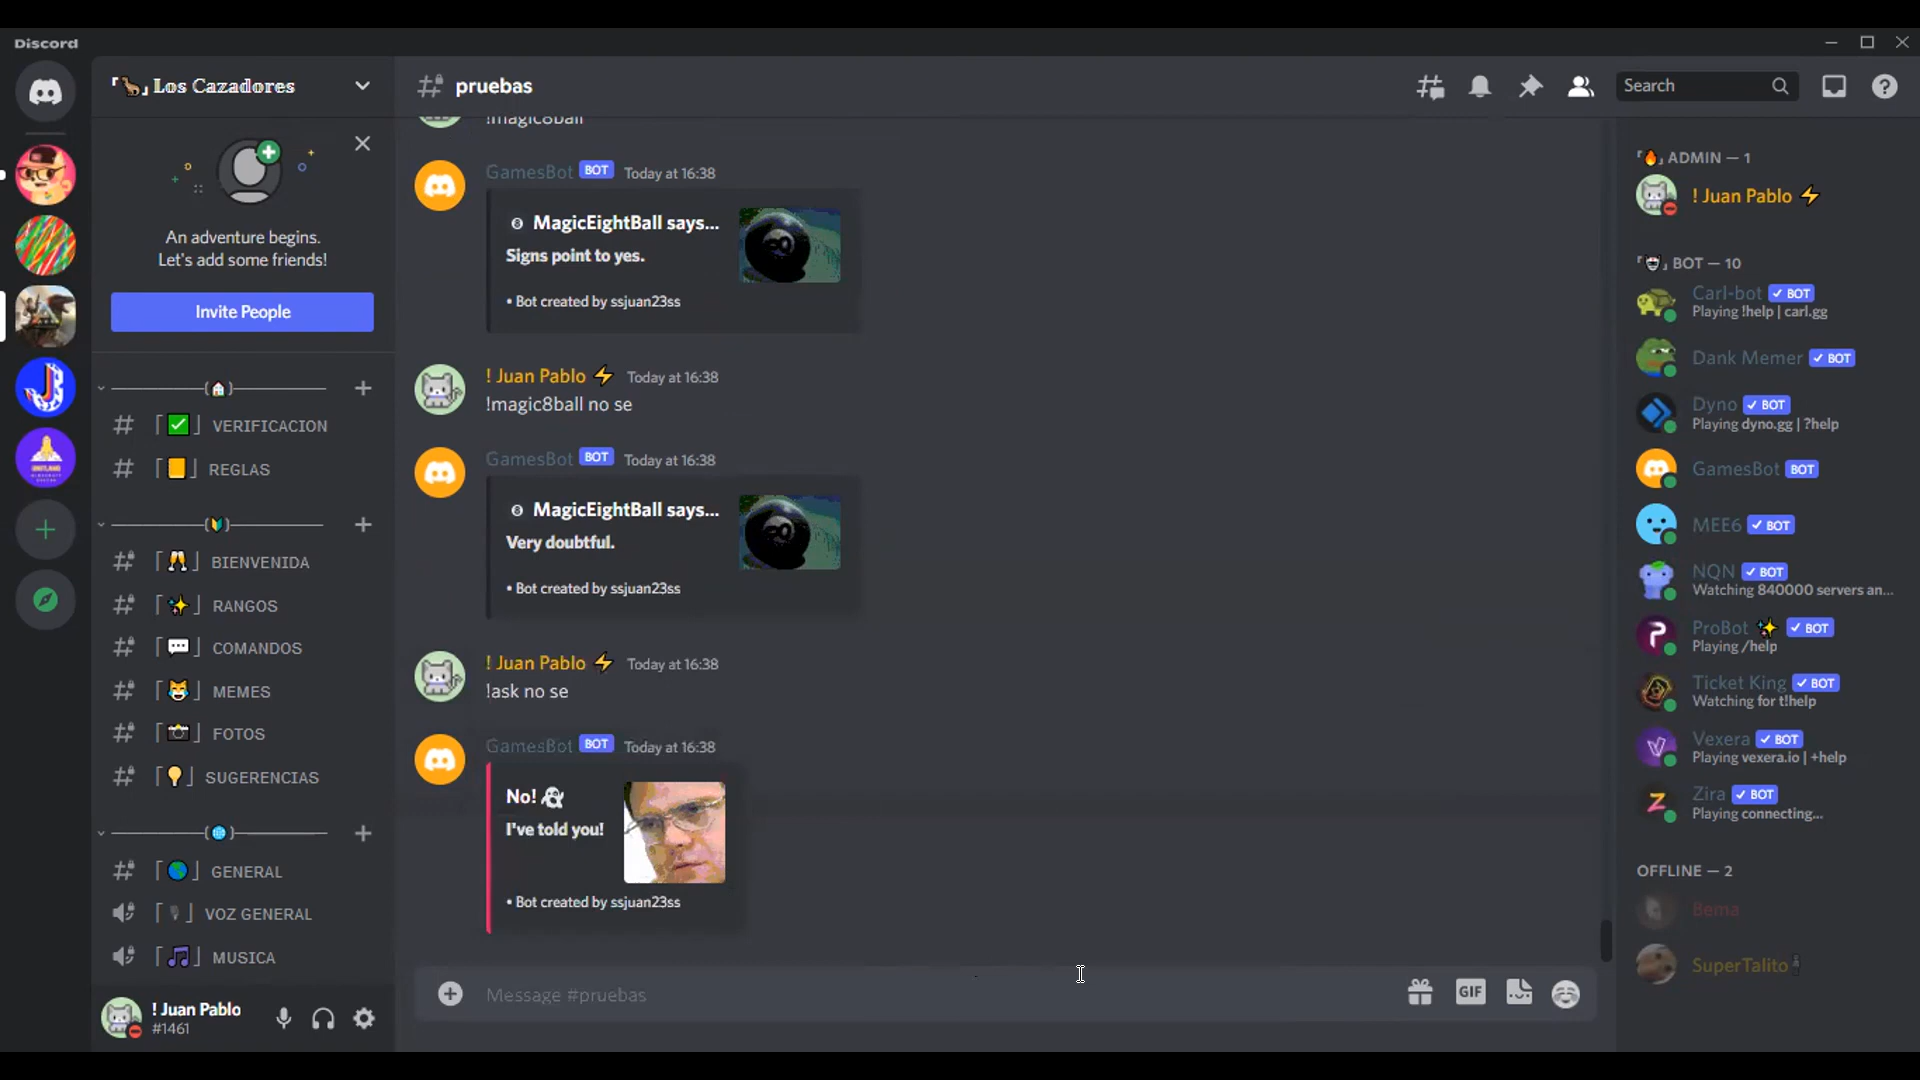 Discord
「🐆」Los Cazadores
An adventure begins.
Let's add some friends!
Invite People
(🏠)
# 「✅」 VERIFICACION
# 「📒」 REGLAS
(🔰)
# 「🥂」 BIENVENIDA
# 「✨」 RANGOS
# 「💬」 COMANDOS
# 「😹」 MEMES
# 「📷」 FOTOS
# 「💡」 SUGERENCIAS
(🌐)
# 「🌎」 GENERAL
「🎙」 VOZ GENERAL
「🎵」 MUSICA
! Juan Pablo
#1461
# pruebas
Search
!magic8ball
GamesBot BOT Today at 16:38
MagicEightBall says...
Signs point to yes.
• Bot created by ssjuan23ss
! Juan Pablo ⚡ Today at 16:38
!magic8ball no se
GamesBot BOT Today at 16:38
MagicEightBall says...
Very doubtful.
• Bot created by ssjuan23ss
! Juan Pablo ⚡ Today at 16:38
!ask no se
GamesBot BOT Today at 16:38
No! 👻
I've told you!
• Bot created by ssjuan23ss
Message #pruebas
GIF
「🔥」ADMIN — 1
! Juan Pablo ⚡
BOT — 10
Carl-bot ✓ BOT
Playing !help | carl.gg
Dank Memer ✓ BOT
Dyno ✓ BOT
Playing dyno.gg | ?help
GamesBot BOT
MEE6 ✓ BOT
NQN ✓ BOT
Watching 840000 servers an...
ProBot ✨ ✓ BOT
Playing /help
Ticket King ✓ BOT
Watching for t!help
Vexera ✓ BOT
Playing vexera.io | +help
Zira ✓ BOT
Playing connecting...
OFFLINE — 2
Bema
SuperTalito